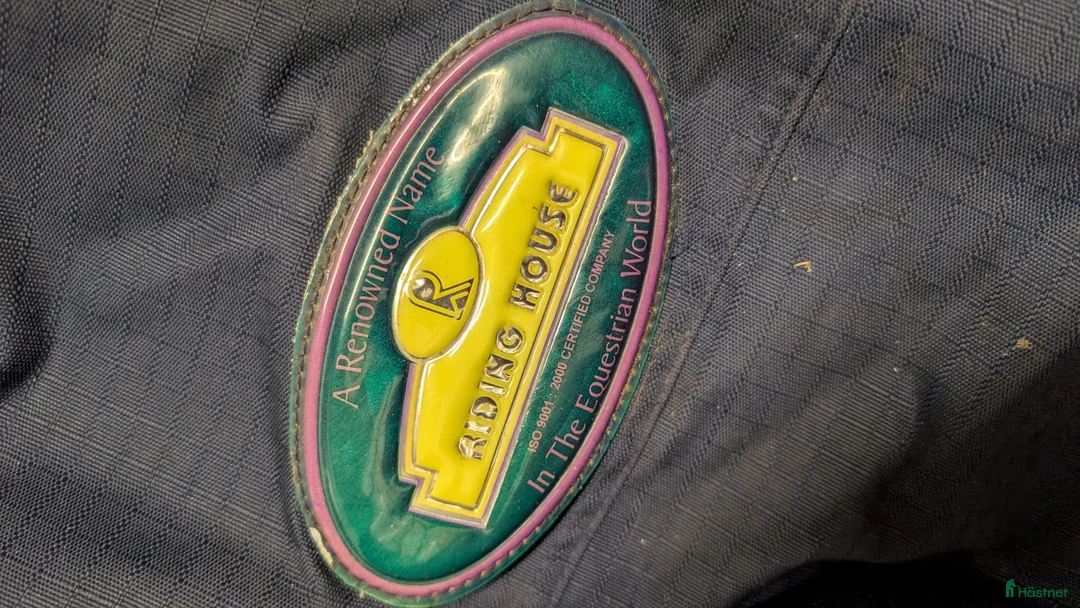 A Renowned Name
R
RIDING HOUSE
ISO 9001 : 2000 CERTIFIED COMPANY
In The Equestrian World
Hästnet